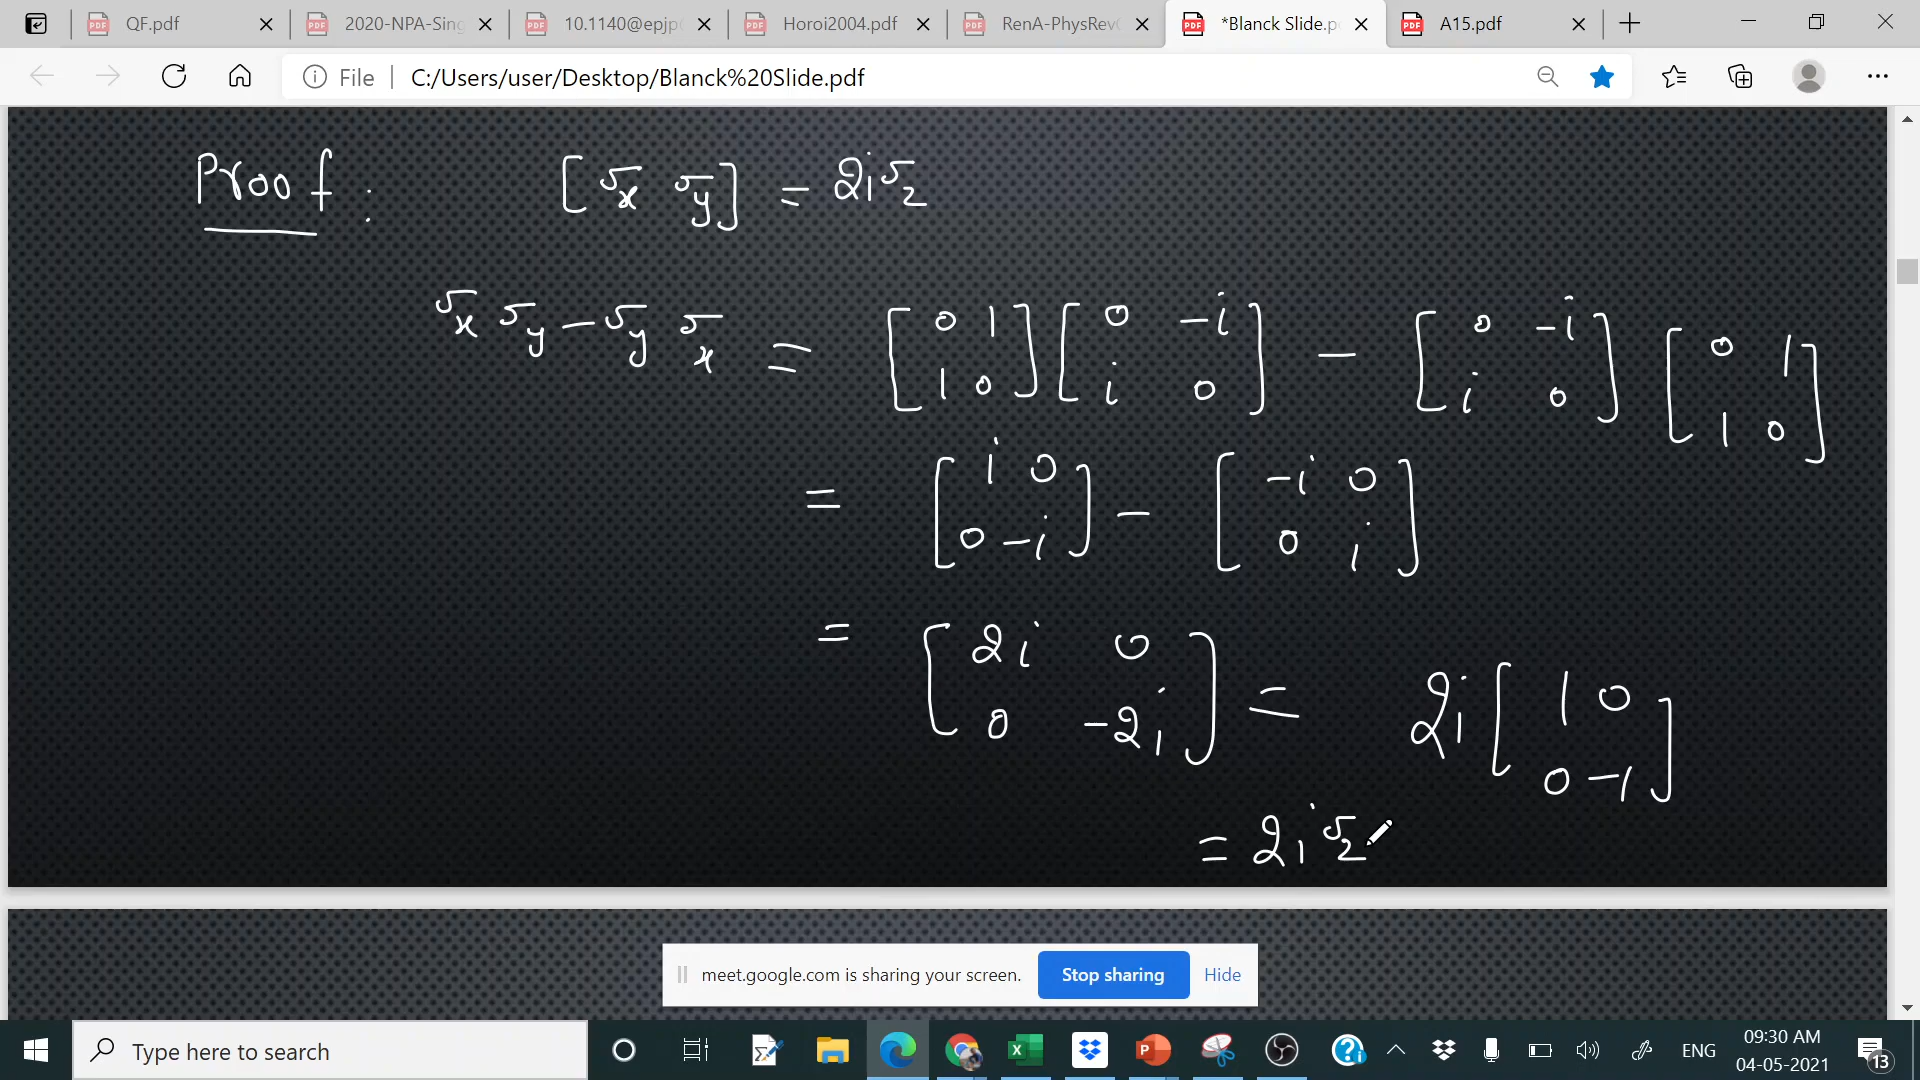 QF.pdf 2020-NPA-Sing 10.1140@epjp Horoi2004.pdf RenA-PhysRev *Blanck Slide.p A15.pdf
File C:/Users/user/Desktop/Blanck%20Slide.pdf
Proof : [σx σy] = 2iσz
σx σy − σy σx = [0 1 [0 −i − [0 −i [0 1
1 0] i 0] i 0] 1 0]
= [i 0 − [−i 0
0 −i] 0 i]
= [2i 0 = 2i [1 0
0 −2i] 0 −1]
= 2iσz
meet.google.com is sharing your screen. Stop sharing Hide
Type here to search
ENG
09:30 AM
04-05-2021
13